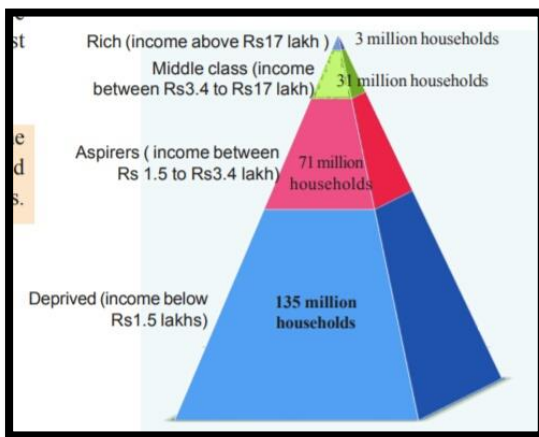 st
Rich (income above Rs17 lakh )
3 million households
Middle class (income
between Rs3.4 to Rs17 lakh)
31 million households
d
s.
Aspirers ( income between
Rs 1.5 to Rs3.4 lakh)
71 million
households
Deprived (income below
Rs1.5 lakhs)
135 million
households